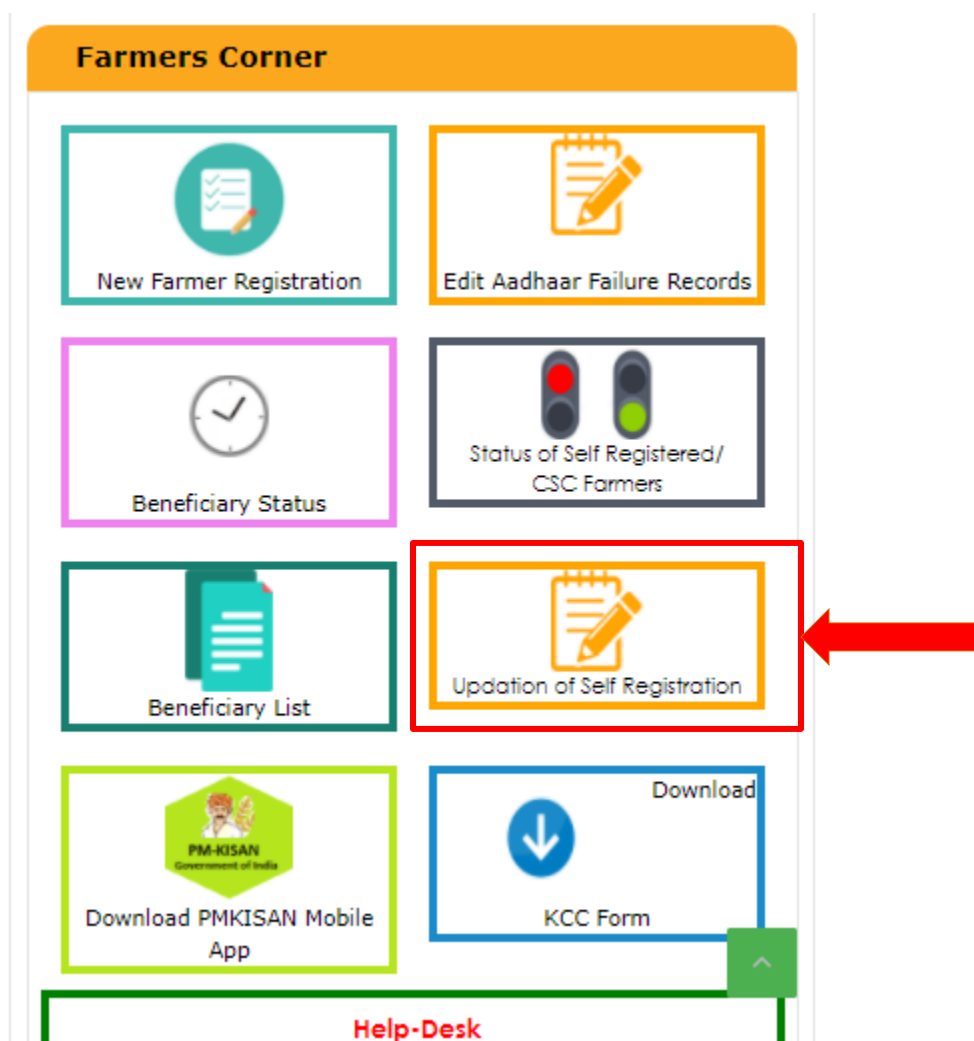 Farmers Corner
New Farmer Registration
Edit Aadhaar Failure Records
Beneficiary Status
Status of Self Registered/
CSC Farmers
Beneficiary List
Updation of Self Registration
PM-KISAN
Government of India
Download PMKISAN Mobile
App
Download
KCC Form
Help-Desk